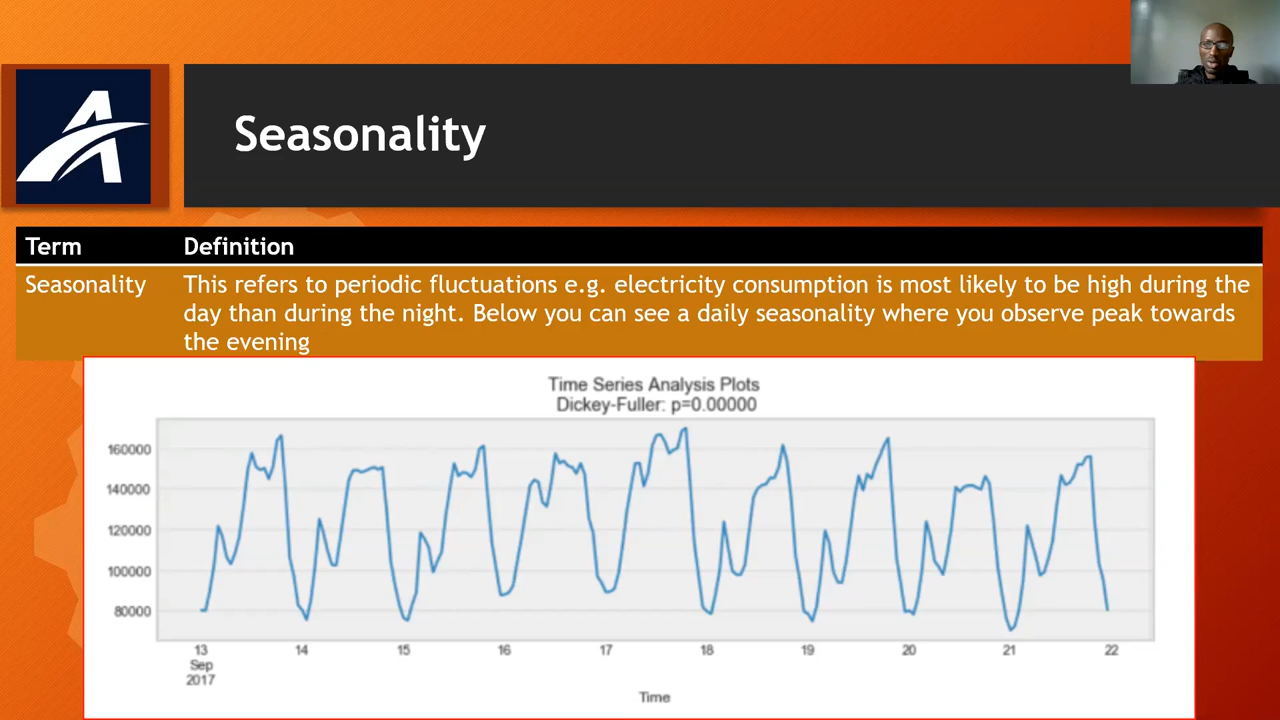 Seasonality
Term Definition
Seasonality This refers to periodic fluctuations e.g. electricity consumption is most likely to be high during the
day than during the night. Below you can see a daily seasonality where you observe peak towards
the evening
Time Series Analysis Plots
Dickey-Fuller: p=0.00000
160000
140000
120000
100000
80000
13 14 15 16 17 18 19 20 21 22
Sep
2017
Time